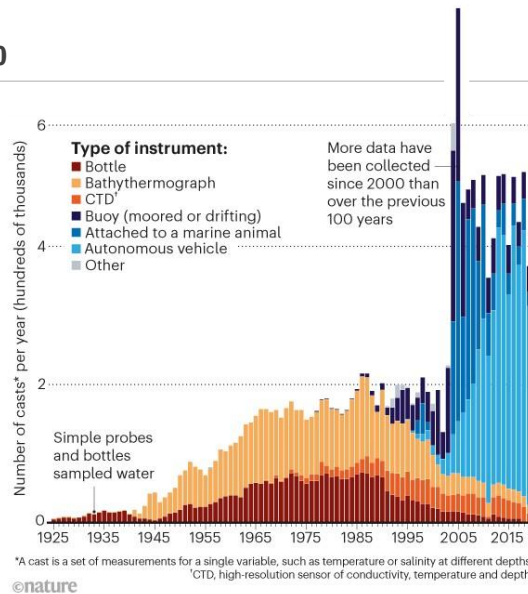 0
Number of casts* per year (hundreds of thousands)
6
Type of instrument:
Bottle
Bathythermograph
CTD†
Buoy (moored or drifting)
Attached to a marine animal
Autonomous vehicle
Other
More data have
been collected
since 2000 than
over the previous
100 years
4
2
Simple probes
and bottles
sampled water
0
1925 1935 1945 1955 1965 1975 1985 1995 2005 2015
*A cast is a set of measurements for a single variable, such as temperature or salinity at different depths
†CTD, high-resolution sensor of conductivity, temperature and depth
©nature